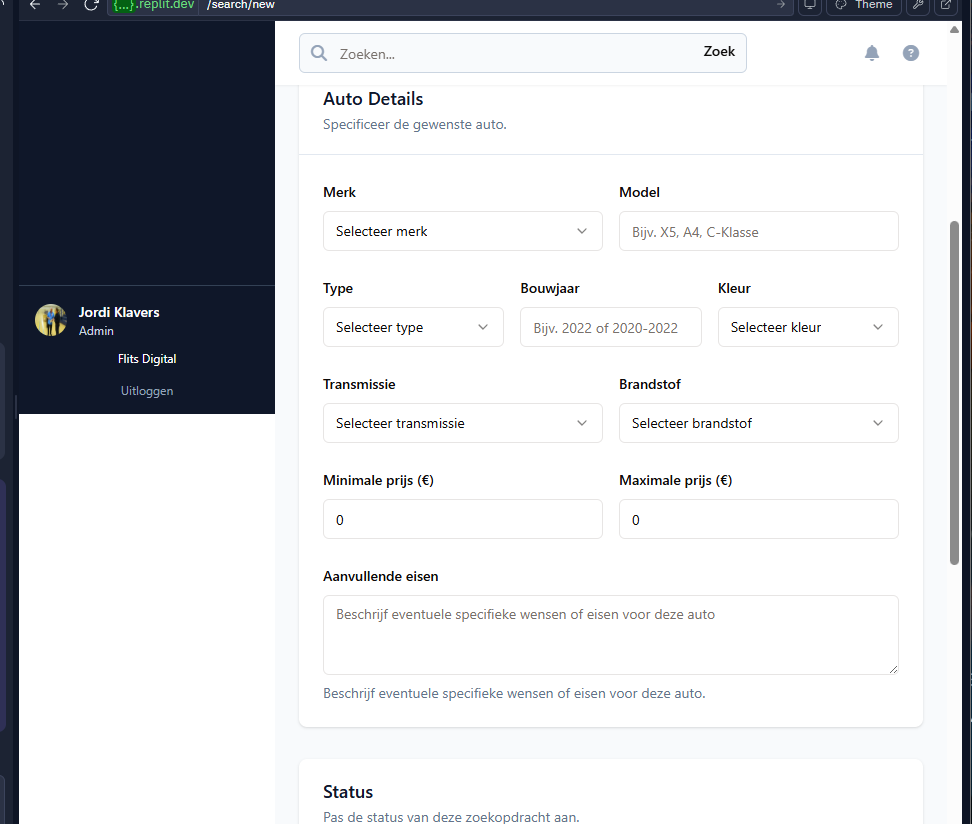 {...}.replit.dev /search/new Theme
Zoeken... Zoek ?
Auto Details
Specificeer de gewenste auto.
Merk Model
Selecteer merk Bijv. X5, A4, C-Klasse
Type Bouwjaar Kleur
Selecteer type Bijv. 2022 of 2020-2022 Selecteer kleur
Jordi Klavers
Admin
Flits Digital
Uitloggen
Transmissie Brandstof
Selecteer transmissie Selecteer brandstof
Minimale prijs (€) Maximale prijs (€)
0 0
Aanvullende eisen
Beschrijf eventuele specifieke wensen of eisen voor deze auto
Beschrijf eventuele specifieke wensen of eisen voor deze auto.
Status
Pas de status van deze zoekopdracht aan.